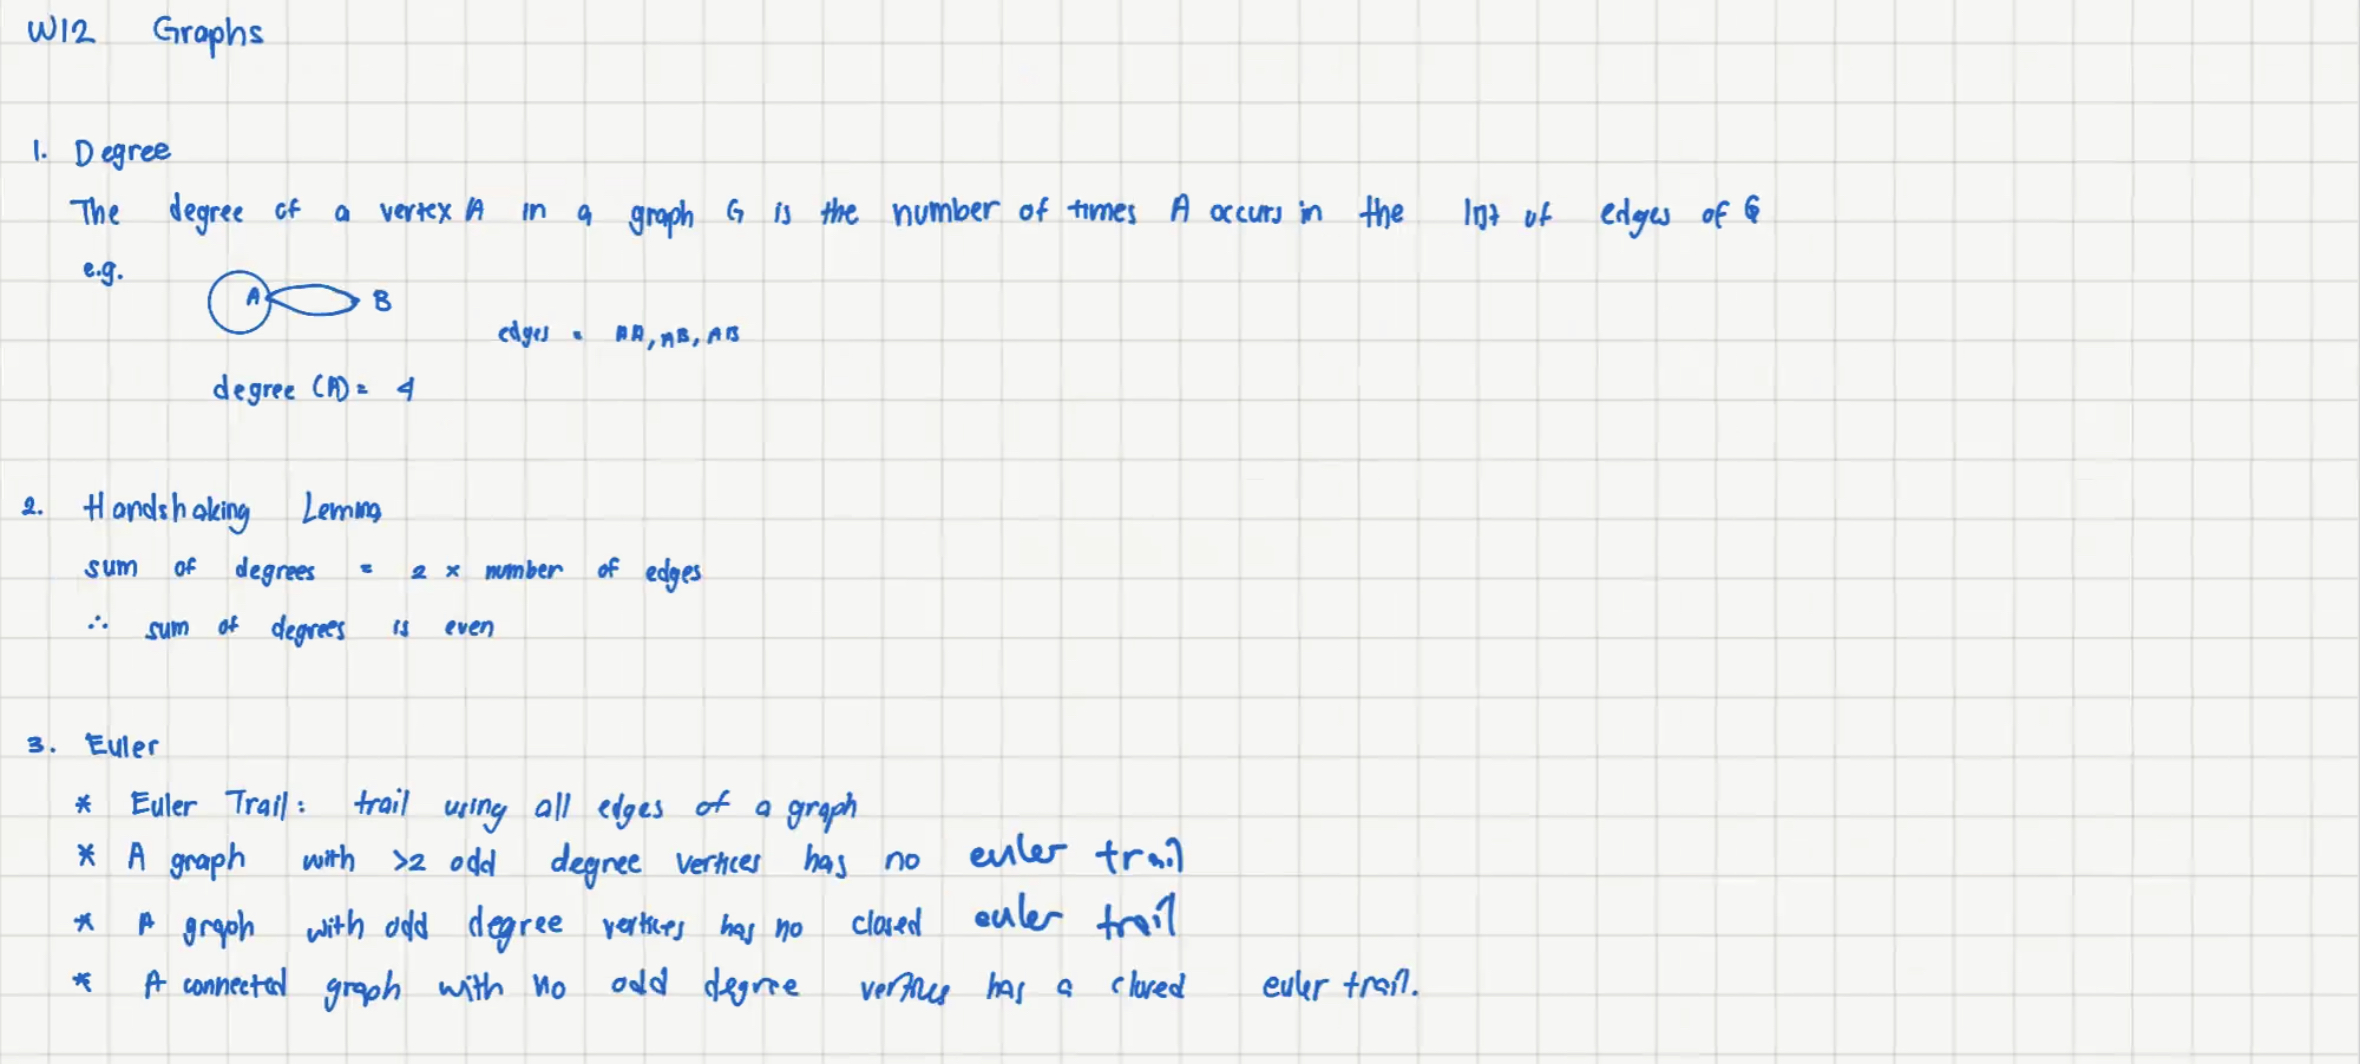 W12 Graphs
1. Degree
The degree of a vertex A in a graph G is the number of times A occurs in the list of edges of G
e.g.
A B
edges = AA, AB, AB
degree (A) = 4
2. Handshaking Lemma
sum of degrees = 2 × number of edges
∴ sum of degrees is even
3. Euler
* Euler Trail: trail using all edges of a graph
* A graph with >2 odd degree vertices has no euler trail
* A graph with odd degree vertices has no closed euler trail
* A connected graph with no odd degree vertices has a closed euler trail.